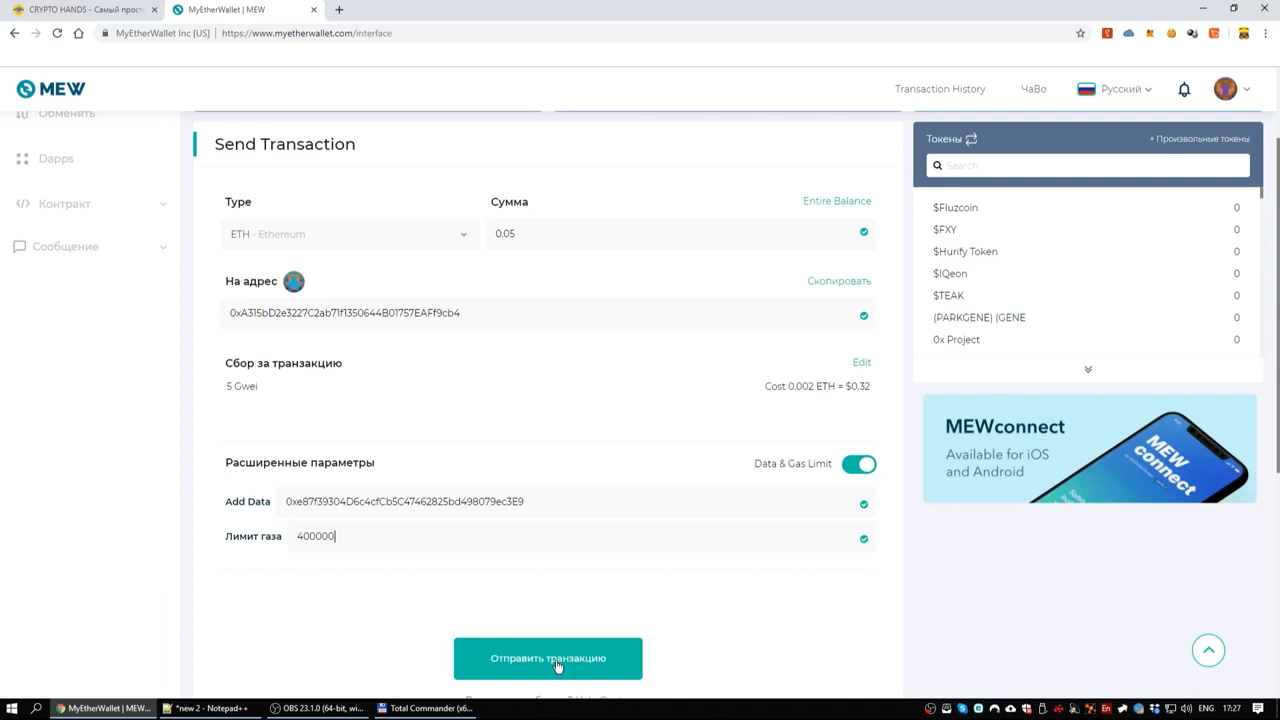 CRYPTO HANDS - Самый прост
MyEtherWallet | MEW
MyEtherWallet Inc [US]
https://www.myetherwallet.com/interface
MEW
Transaction History
ЧаВо
Русский
Обменять
Dapps
Контракт
Сообщение
Send Transaction
Type
Сумма
Entire Balance
ETH - Ethereum
0.05
На адрес
Скопировать
0xA315bD2e3227C2ab71f1350644B01757EAFf9cb4
Сбор за транзакцию
Edit
5 Gwei
Cost 0.002 ETH = $0.32
Расширенные параметры
Data & Gas Limit
Add Data
0xe87f39304D6c4cfCb5C47462825bd498079ec3E9
Лимит газа
400000
Отправить транзакцию
Токены
+ Произвольные токены
Search
$Fluzcoin 0
$FXY 0
$Hurify Token 0
$IQeon 0
$TEAK 0
(PARKGENE) (GENE 0
0x Project 0
MEWconnect
Available for iOS
and Android
MEW
connect
MyEtherWallet | ME...
*new 2 - Notepad++
OBS 23.1.0 (64-bit, wi...
Total Commander (x6...
ENG
17:27